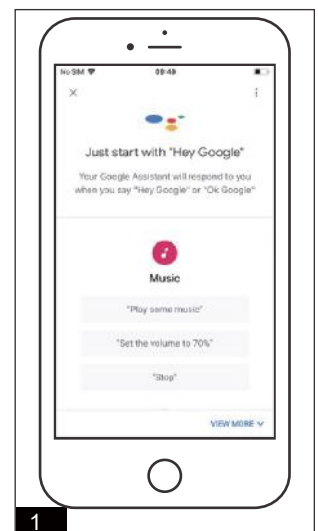 No SIM 09:49
Just start with "Hey Google"
Your Google Assistant will respond to you
when you say "Hey Google" or "Ok Google"
Music
"Play some music"
"Set the volume to 70%"
"Stop"
VIEW MORE
1